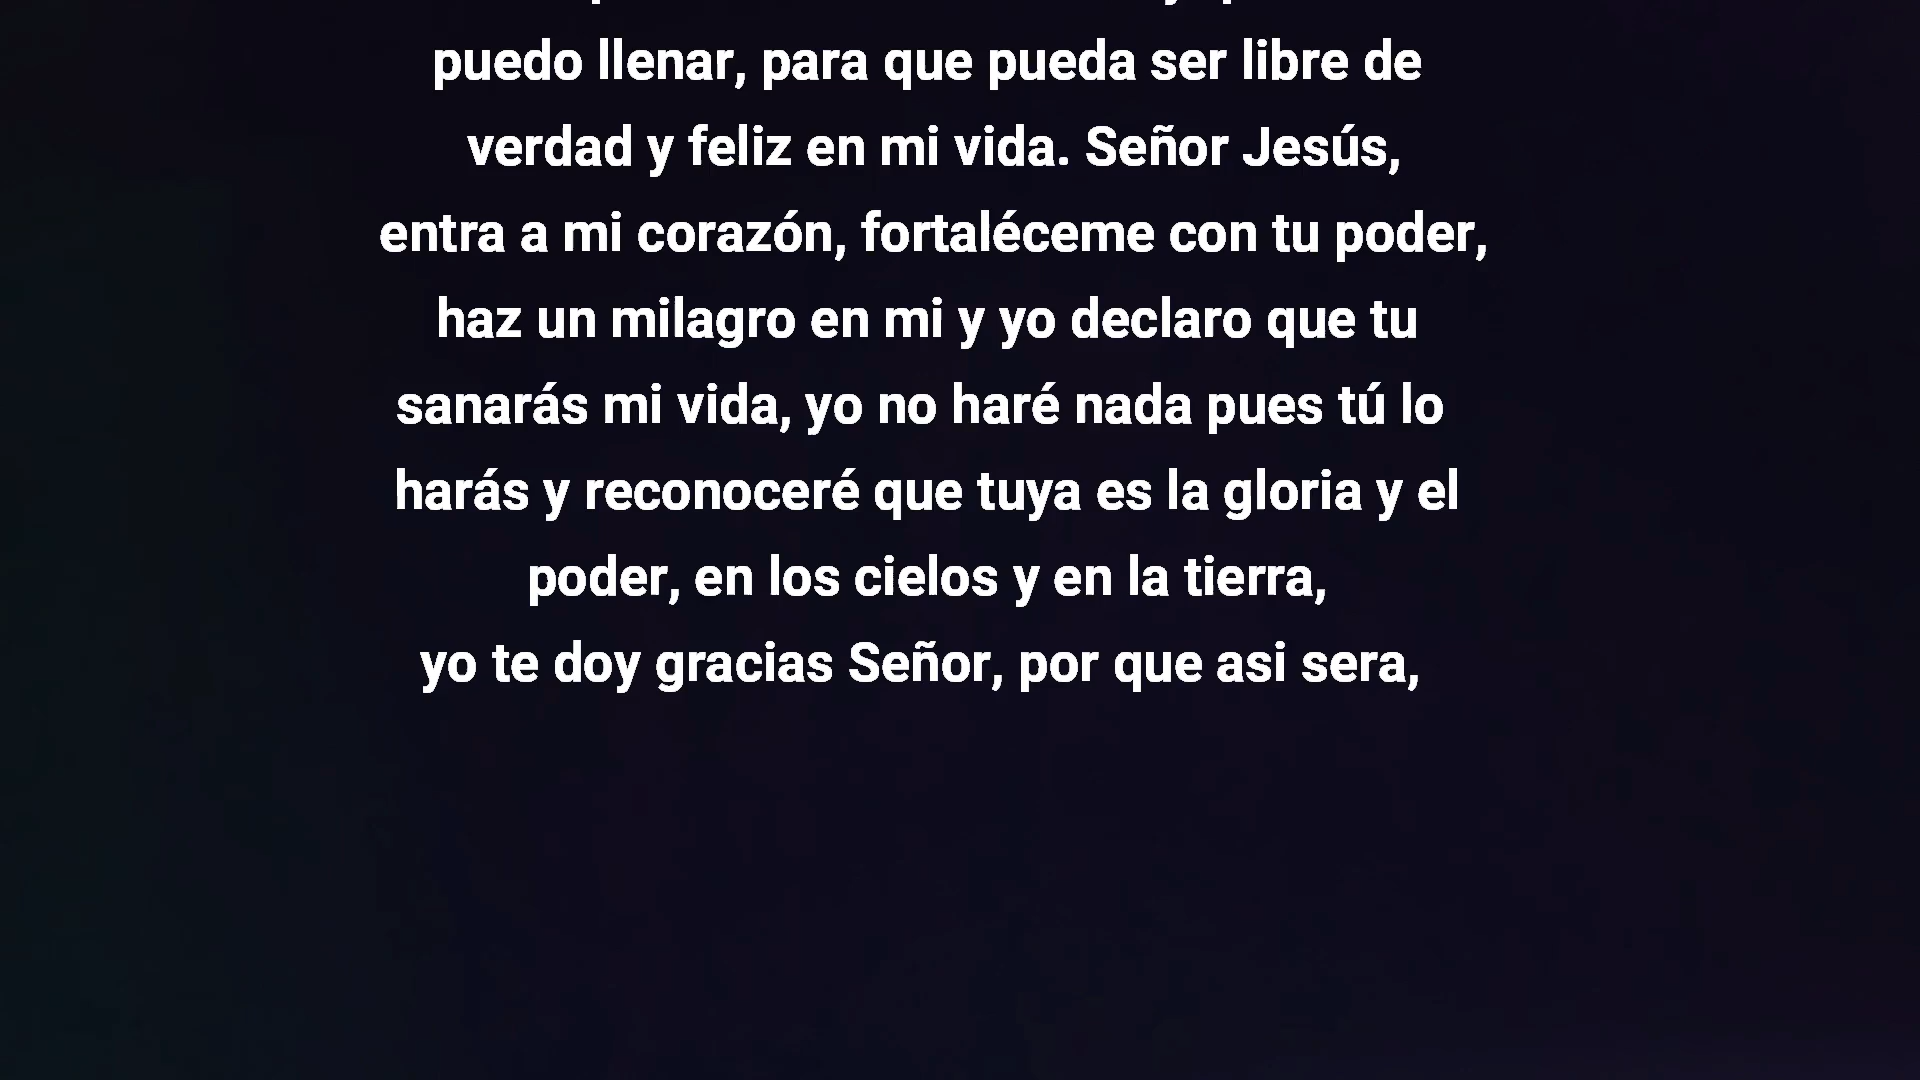 puedo llenar, para que pueda ser libre de
verdad y feliz en mi vida. Señor Jesús,
entra a mi corazón, fortaléceme con tu poder,
haz un milagro en mi y yo declaro que tu
sanarás mi vida, yo no haré nada pues tú lo
harás y reconoceré que tuya es la gloria y el
poder, en los cielos y en la tierra,
yo te doy gracias Señor, por que asi sera,